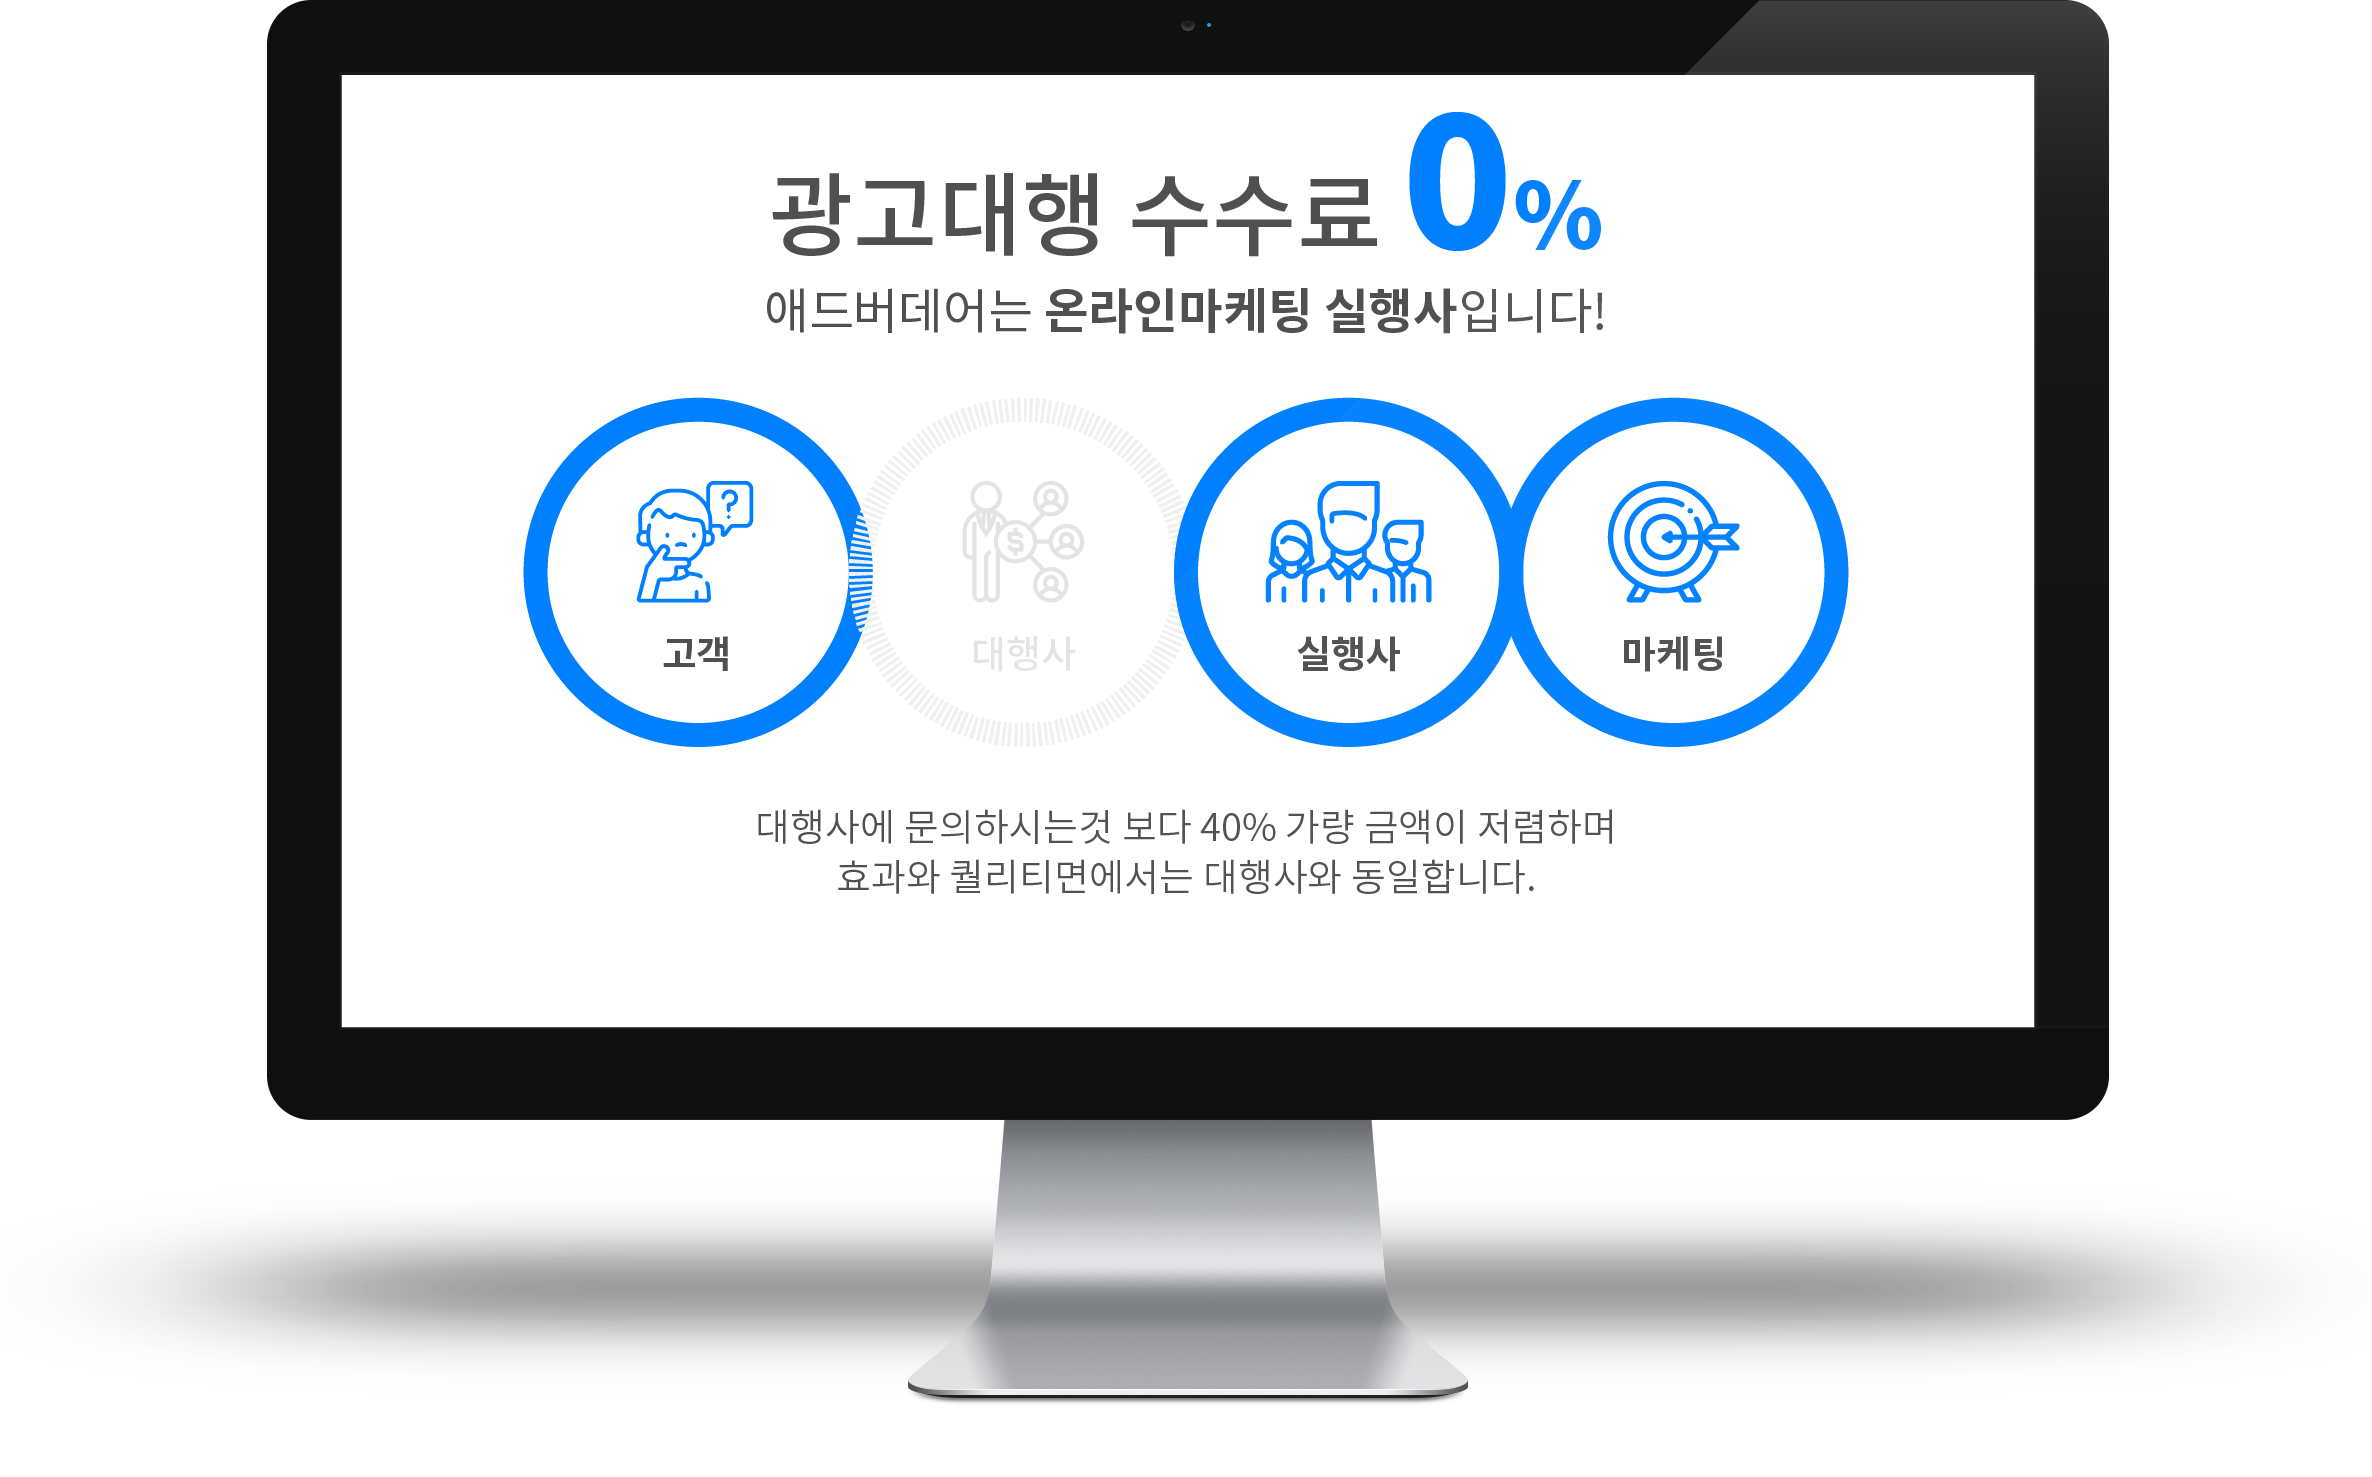 광고대행 수수료 0%
애드버데어는 온라인마케팅 실행사입니다!
?
$
고객
대행사
실행사
마케팅
대행사에 문의하시는것 보다 40% 가량 금액이 저렴하며
효과와 퀄리티면에서는 대행사와 동일합니다.